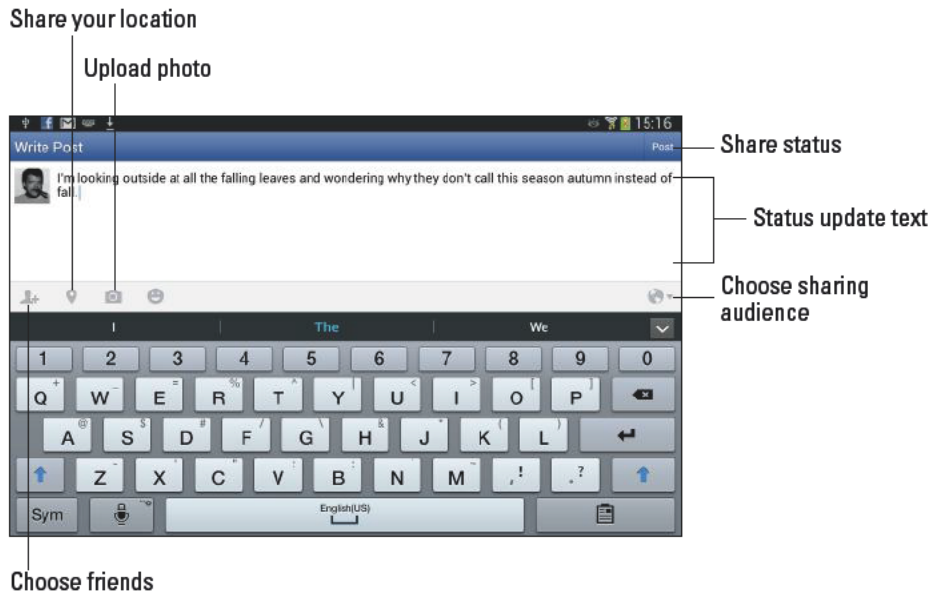 Share your location
Upload photo
15:16
Write Post
Post
Share status
I'm looking outside at all the falling leaves and wondering why they don't call this season autumn instead of
fall.
Status update text
Choose sharing
audience
I The We
1 2 3 4 5 6 7 8 9 0
+ _ = % ^ | < > [ ]
Q W E R T Y U I O P
@ $ # / \ & * ( )
A S D F G H J K L
Z X C V B N M , ! . ?
Sym English(US)
Choose friends